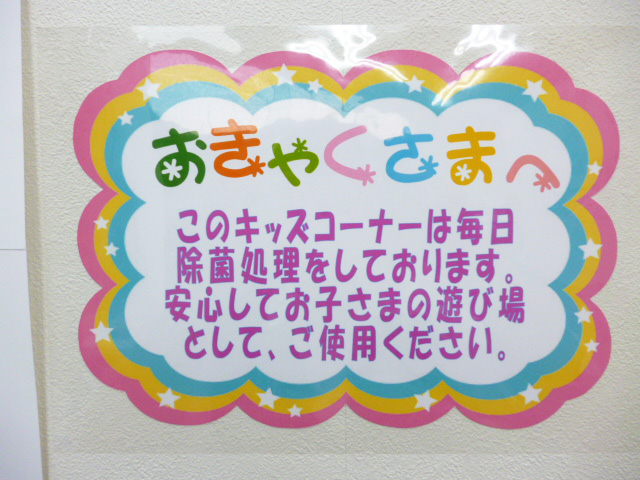 おきゃくさまへ
このキッズコーナーは毎日
除菌処理をしております。
安心してお子さまの遊び場
として、ご使用ください。